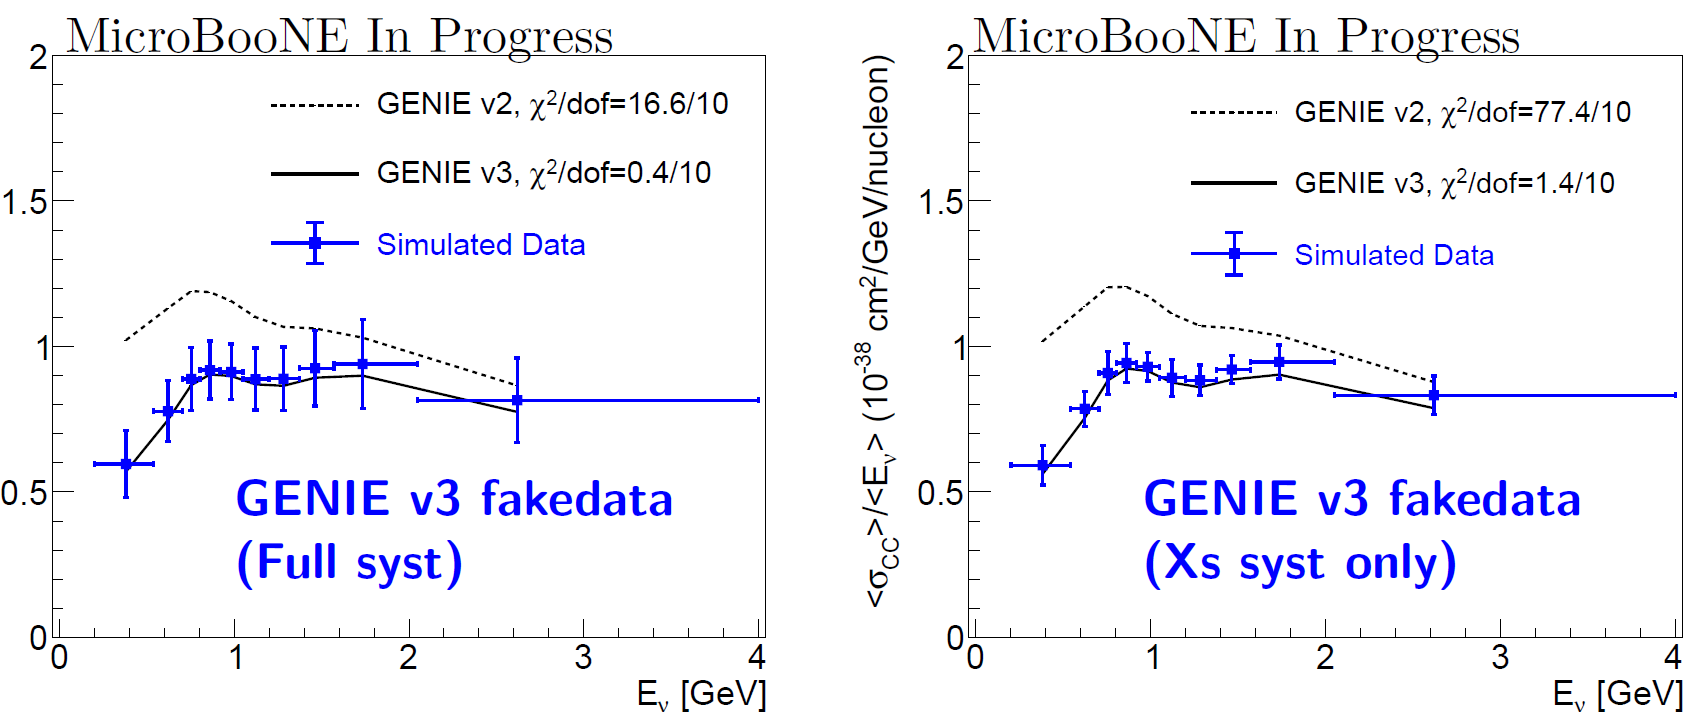 MicroBooNE In Progress
2
1.5
1
0.5
0
GENIE v2, χ²/dof=16.6/10
GENIE v3, χ²/dof=0.4/10
Simulated Data
GENIE v3 fakedata
(Full syst)
0 1 2 3 4
Eν [GeV]
MicroBooNE In Progress
<σCC>/<Eν> (10⁻³⁸ cm²/GeV/nucleon)
2
1.5
1
0.5
0
GENIE v2, χ²/dof=77.4/10
GENIE v3, χ²/dof=1.4/10
Simulated Data
GENIE v3 fakedata
(Xs syst only)
0 1 2 3 4
Eν [GeV]